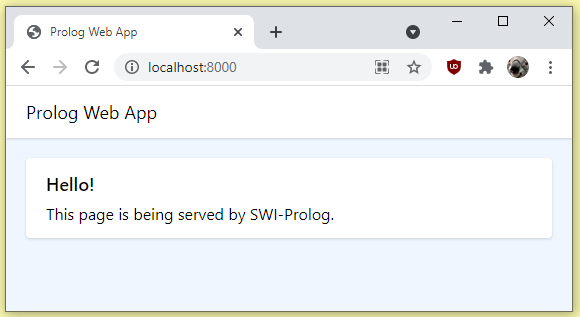 Prolog Web App
localhost:8000
Prolog Web App
Hello!
This page is being served by SWI-Prolog.